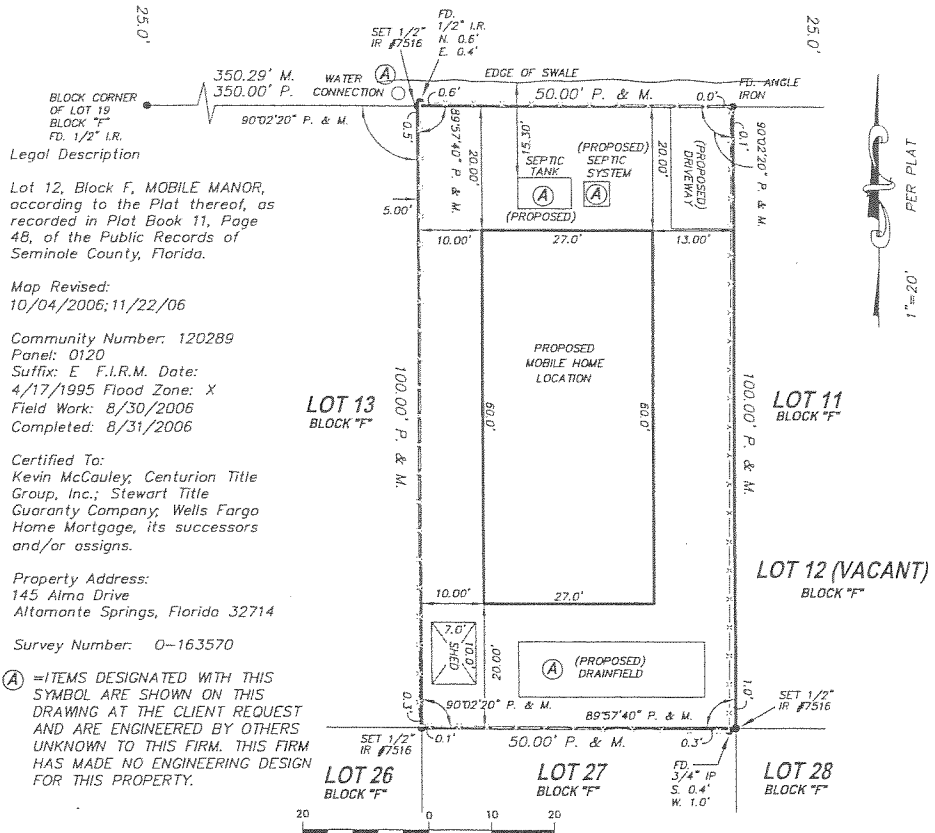 25.0'
25.0'
SET 1/2"
IR #7516
FD.
1/2" I.R.
N. 0.6'
E. 0.4'
350.29' M.
350.00' P.
WATER
CONNECTION
A
EDGE OF SWALE
0.6'
50.00' P. & M.
0.0'
FD. ANGLE
IRON
BLOCK CORNER
OF LOT 19
BLOCK "F"
FD. 1/2" I.R.
90°02'20" P. & M.
0.5'
89°57'40" P. & M.
20.00'
15.30'
SEPTIC
TANK
A
(PROPOSED)
(PROPOSED)
SEPTIC
SYSTEM
A
20.00'
(PROPOSED)
DRIVEWAY
0.1'
90°02'20" P. & M.
PER PLAT
1"=20'
5.00'
10.00'
27.0'
13.00'
Legal Description
Lot 12, Block F, MOBILE MANOR,
according to the Plat thereof, as
recorded in Plat Book 11, Page
48, of the Public Records of
Seminole County, Florida.
Map Revised:
10/04/2006; 11/22/06
Community Number: 120289
Panel: 0120
Suffix: E F.I.R.M. Date:
4/17/1995 Flood Zone: X
Field Work: 8/30/2006
Completed: 8/31/2006
Certified To:
Kevin McCauley; Centurion Title
Group, Inc.; Stewart Title
Guaranty Company; Wells Fargo
Home Mortgage, its successors
and/or assigns.
Property Address:
145 Alma Drive
Altamonte Springs, Florida 32714
Survey Number: O-163570
A =ITEMS DESIGNATED WITH THIS
SYMBOL ARE SHOWN ON THIS
DRAWING AT THE CLIENT REQUEST
AND ARE ENGINEERED BY OTHERS
UNKNOWN TO THIS FIRM. THIS FIRM
HAS MADE NO ENGINEERING DESIGN
FOR THIS PROPERTY.
PROPOSED
MOBILE HOME
LOCATION
LOT 13
BLOCK "F"
100.00' P. & M.
60.0'
60.0'
100.00' P. & M.
LOT 11
BLOCK "F"
LOT 12 (VACANT)
BLOCK "F"
10.00'
27.0'
7.0'
SHED
10.0'
20.00'
A
(PROPOSED)
DRAINFIELD
0.3'
90°02'20" P. & M.
89°57'40" P. & M.
1.0'
SET 1/2"
IR #7516
SET 1/2"
IR #7516
0.1'
50.00' P. & M.
0.3'
FD.
3/4" IP
S. 0.4'
W. 1.0'
LOT 26
BLOCK "F"
LOT 27
BLOCK "F"
LOT 28
BLOCK "F"
20
10
0
20